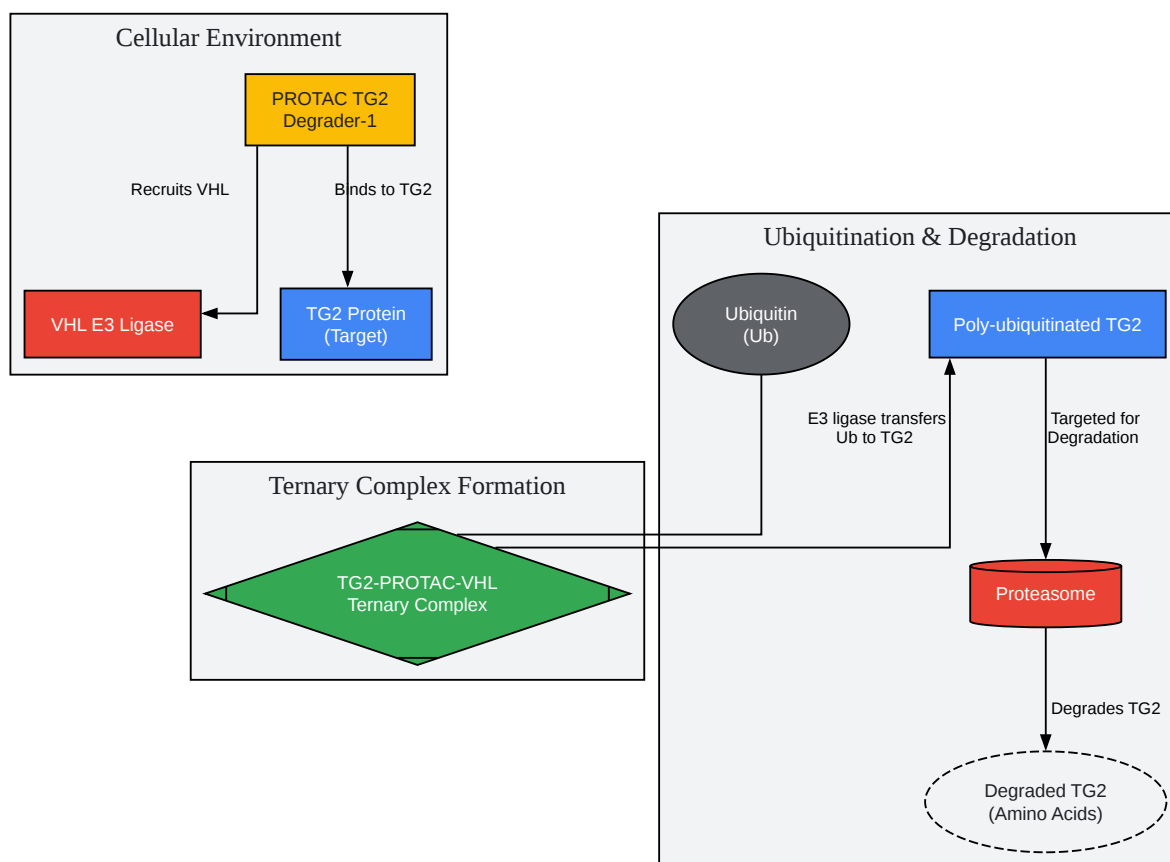 Cellular Environment
PROTAC TG2
Degrader-1
Recruits VHL
Binds to TG2
VHL E3 Ligase
TG2 Protein
(Target)
Ubiquitination & Degradation
Ubiquitin
(Ub)
Poly-ubiquitinated TG2
E3 ligase transfers
Ub to TG2
Targeted for
Degradation
Ternary Complex Formation
TG2-PROTAC-VHL
Ternary Complex
Proteasome
Degrades TG2
Degraded TG2
(Amino Acids)